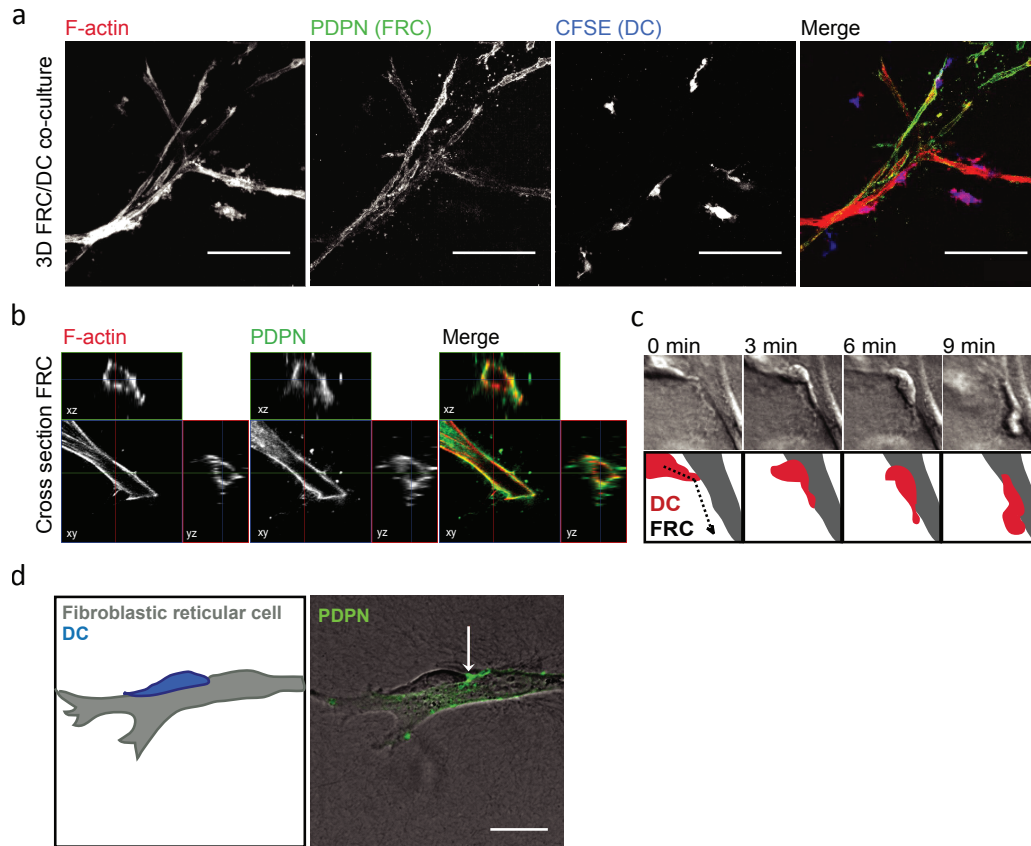 a
F-actin
PDPN (FRC)
CFSE (DC)
Merge
3D FRC/DC co-culture
b
F-actin
PDPN
Merge
Cross section FRC
xz
xz
xz
xy
yz
xy
yz
xy
yz
c
0 min
3 min
6 min
9 min
DC
FRC
d
Fibroblastic reticular cell
DC
PDPN